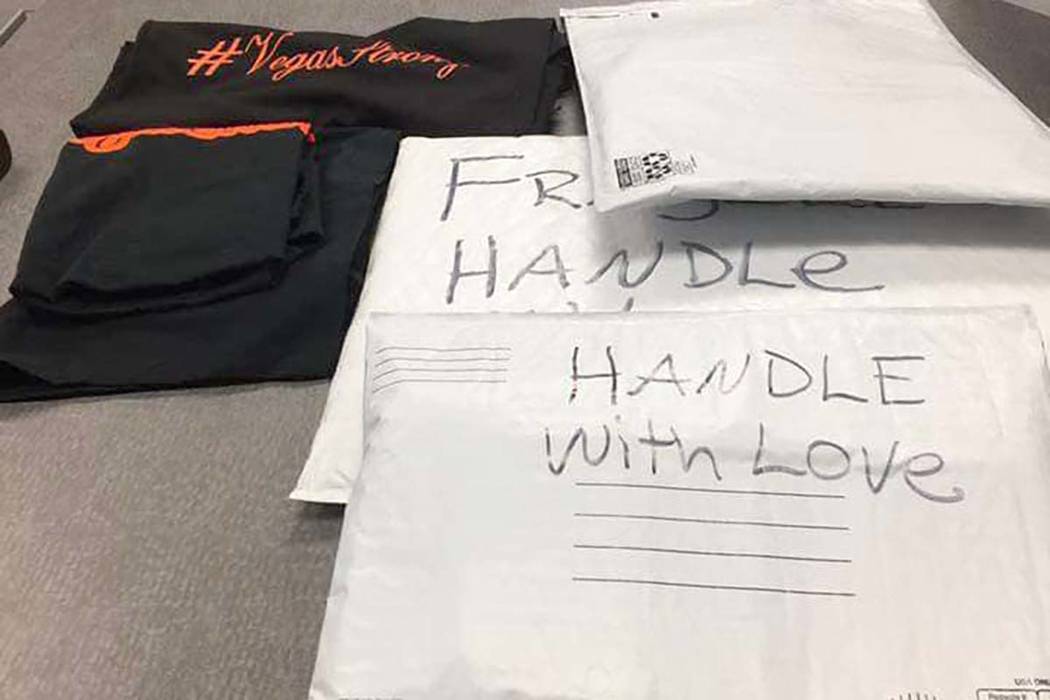 #VegasStrong
HANDLe
HANDLE
with LOVe